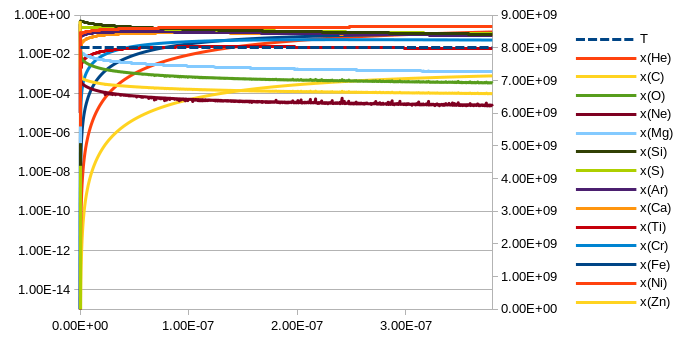 1.00E+00
1.00E-02
1.00E-04
1.00E-06
1.00E-08
1.00E-10
1.00E-12
1.00E-14
9.00E+09
8.00E+09
7.00E+09
6.00E+09
5.00E+09
4.00E+09
3.00E+09
2.00E+09
1.00E+09
0.00E+00
0.00E+00 1.00E-07 2.00E-07 3.00E-07
T
x(He)
x(C)
x(O)
x(Ne)
x(Mg)
x(Si)
x(S)
x(Ar)
x(Ca)
x(Ti)
x(Cr)
x(Fe)
x(Ni)
x(Zn)